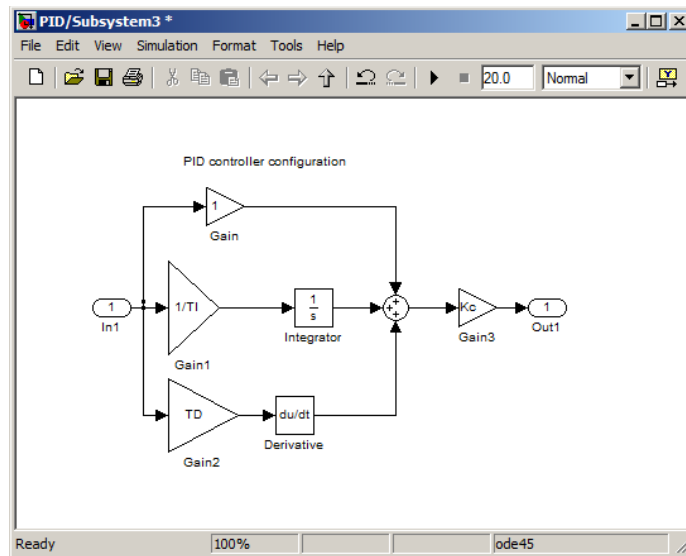 PID/Subsystem3 *
File Edit View Simulation Format Tools Help
20.0 Normal
PID controller configuration
1
Gain
1
In1
1/TI
Gain1
1
s
Integrator
+
+
+
Kc
Gain3
1
Out1
TD
Gain2
du/dt
Derivative
Ready 100% ode45